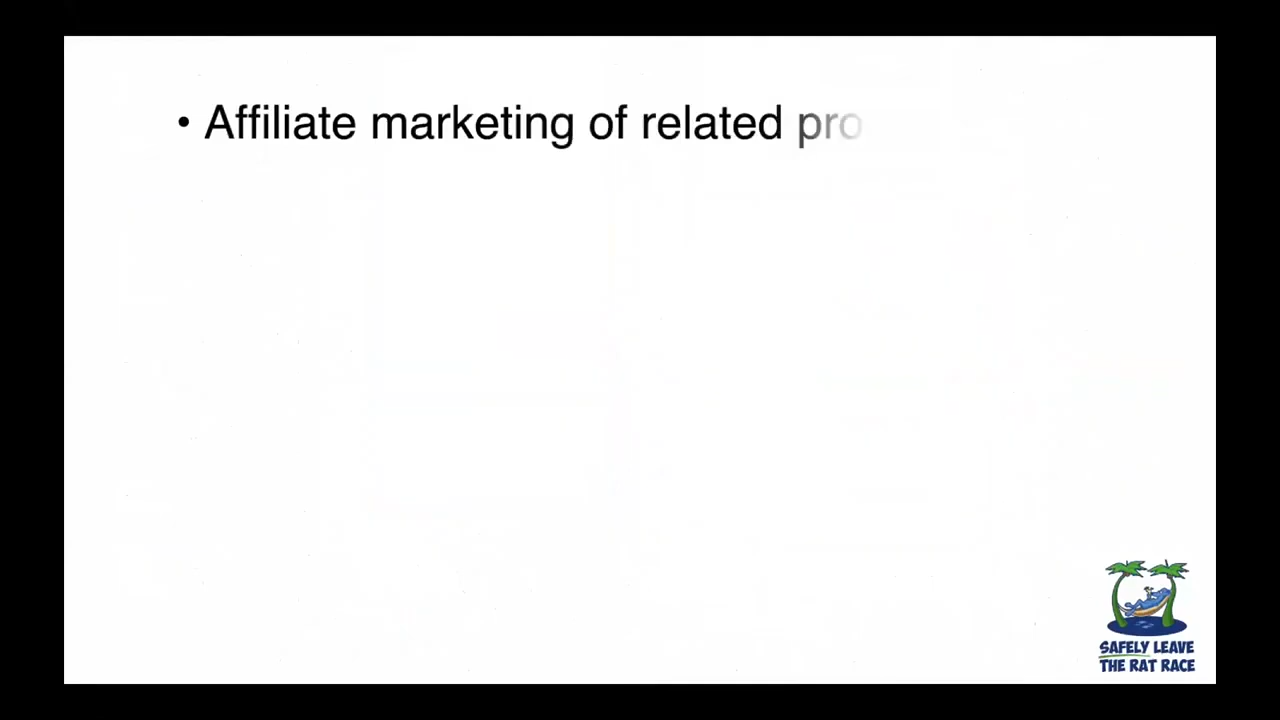 • Affiliate marketing of related pro
SAFELY LEAVE
THE RAT RACE